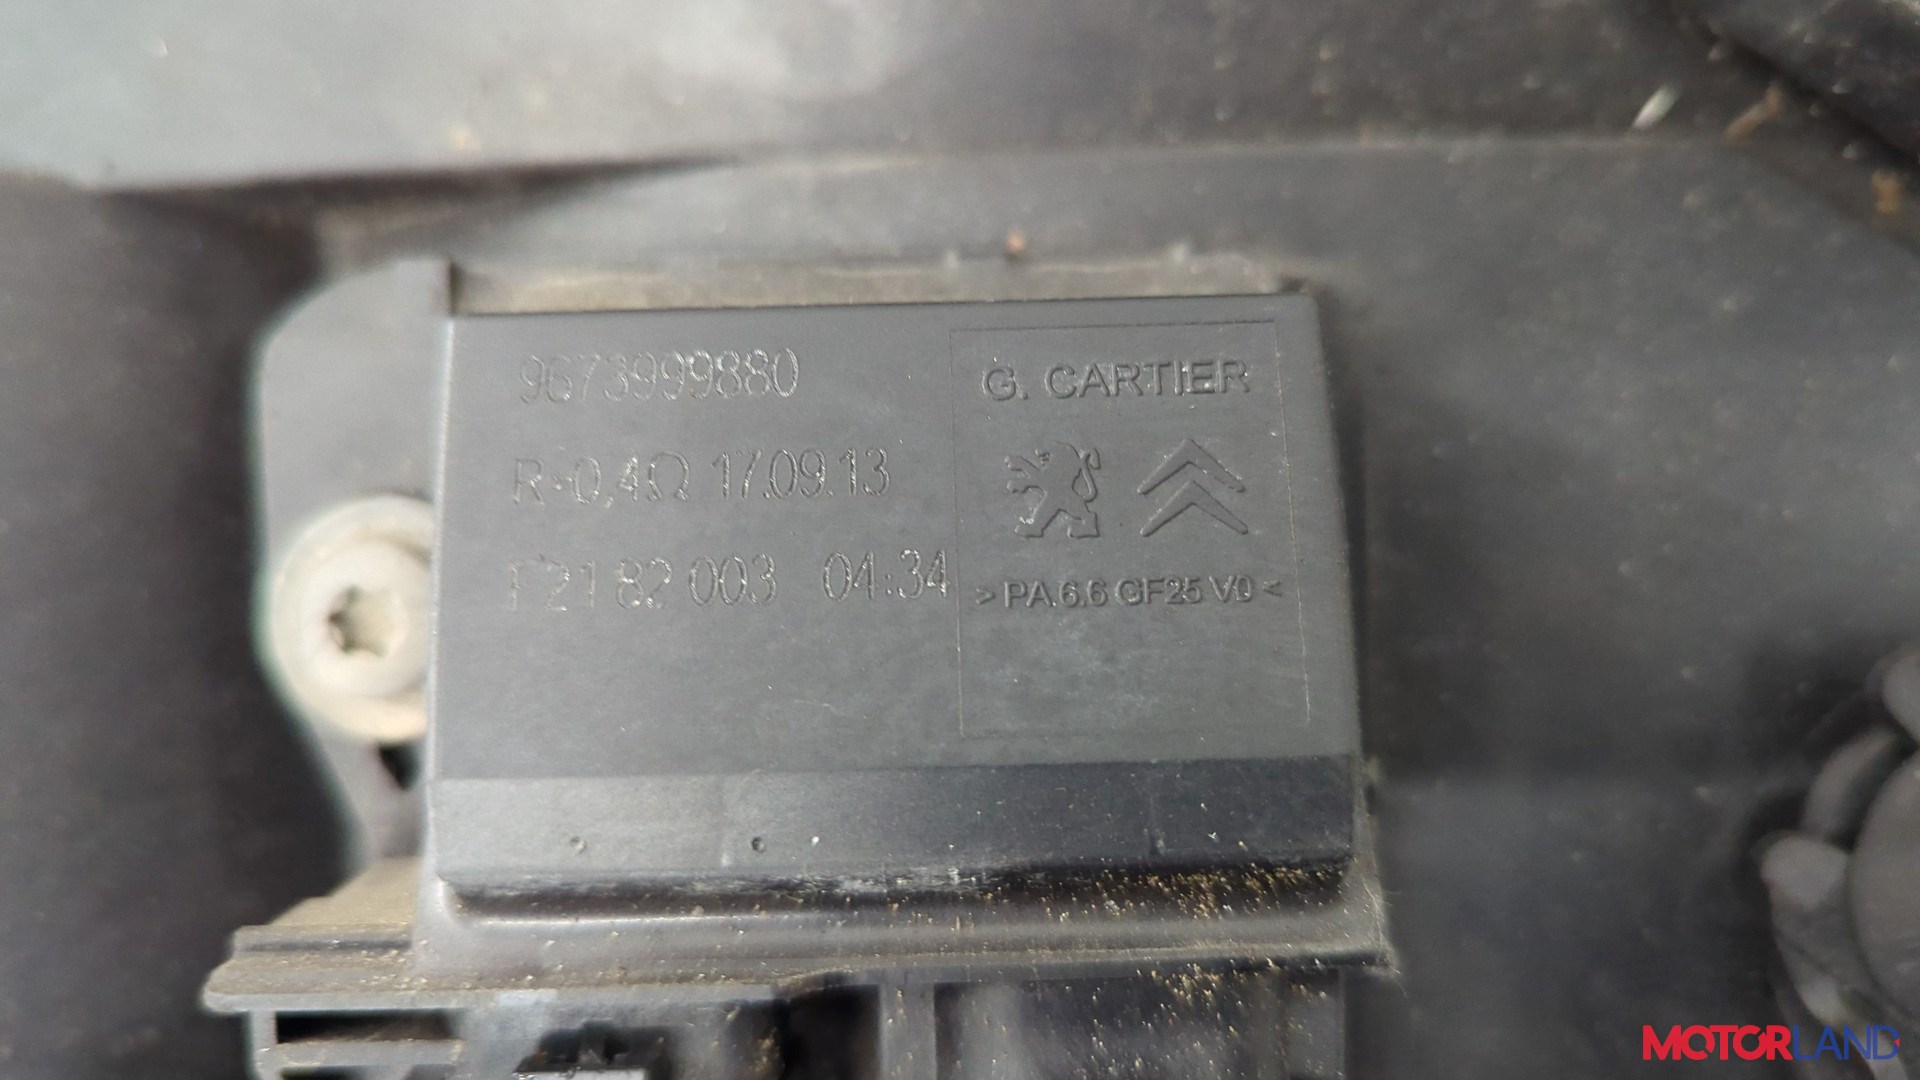 9673999880
R=0,4Ω 17.09.13
F21 82 003 04:34
G. CARTIER
>PA.6.6 GF25 V0<
MOTORLAND